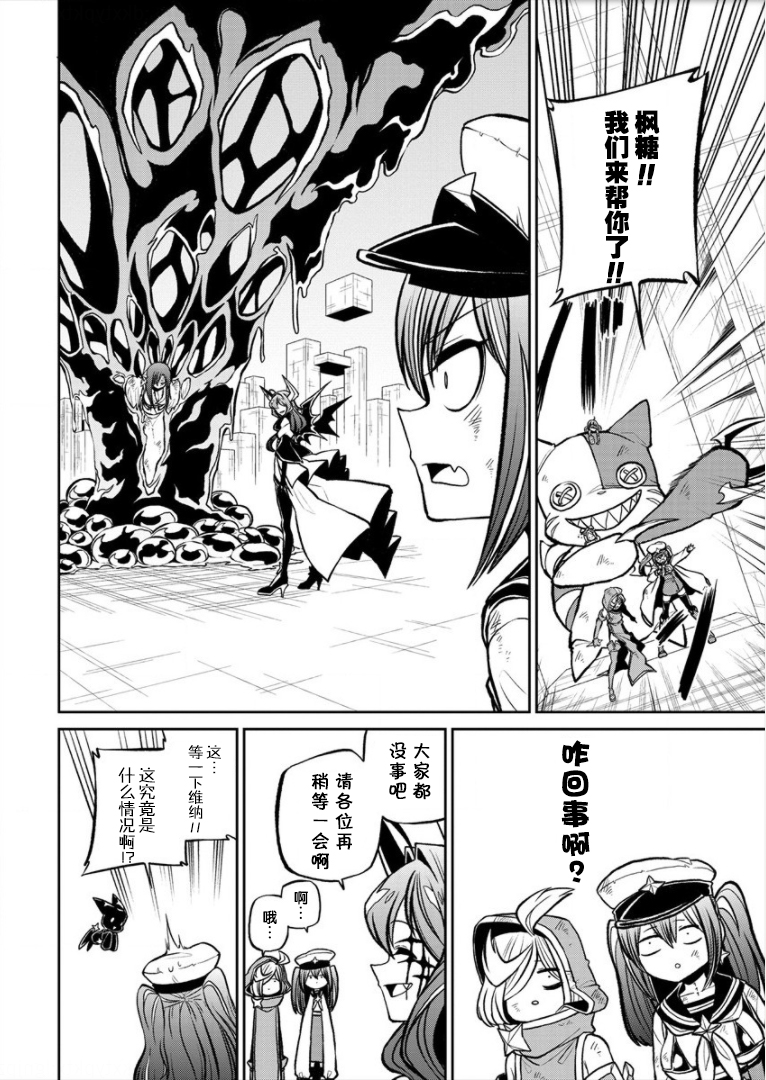 枫糖!!
我们来帮你了!!
咋回事啊?
大家都
没事吧
请各位再
稍等一会啊
啊…
哦…
这…
等一下维纳!!
这究竟是
什么情况啊!?